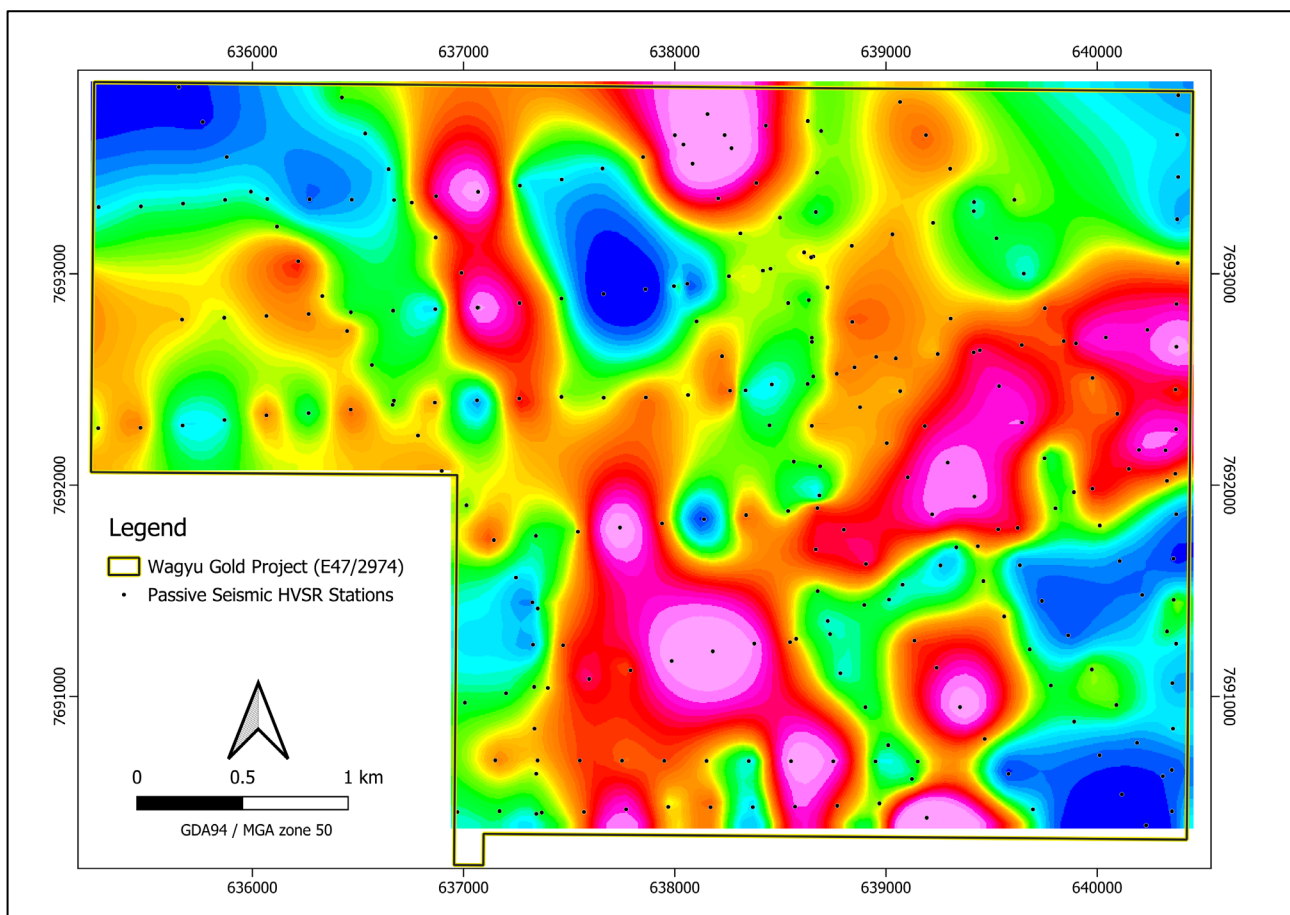 636000 637000 638000 639000 640000
7693000
7693000
7692000
7692000
7691000
7691000
Legend
Wagyu Gold Project (E47/2974)
Passive Seismic HVSR Stations
0 0.5 1 km
GDA94 / MGA zone 50
636000 637000 638000 639000 640000